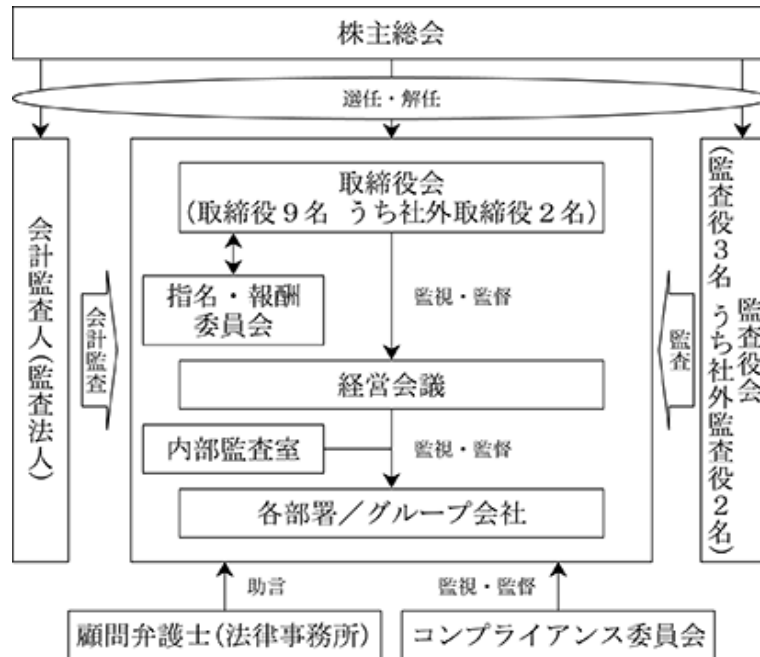 株主総会
選任・解任
会計監査人(監査法人)
会計監査
取締役会
(取締役9名 うち社外取締役2名)
指名・報酬
委員会
監視・監督
経営会議
内部監査室
監視・監督
各部署/グループ会社
監査
監査役会
(監査役3名 うち社外監査役2名)
助言
監視・監督
顧問弁護士(法律事務所)
コンプライアンス委員会